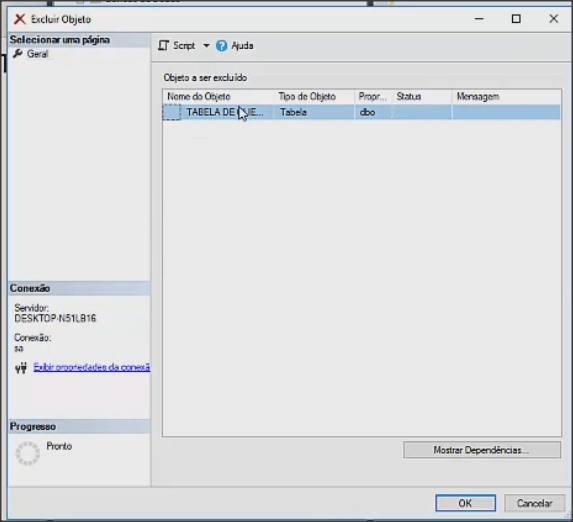 Excluir Objeto
Selecionar uma página
Geral
Script
Ajuda
Objeto a ser excluído
Nome do Objeto Tipo de Objeto Propr... Status Mensagem
TABELA DE Tabela dbo
Conexão
Servidor:
DESKTOP-N51LB16
Conexão:
sa
Exibir propriedades da conexã
Progresso
Pronto
Mostrar Dependências...
OK
Cancelar